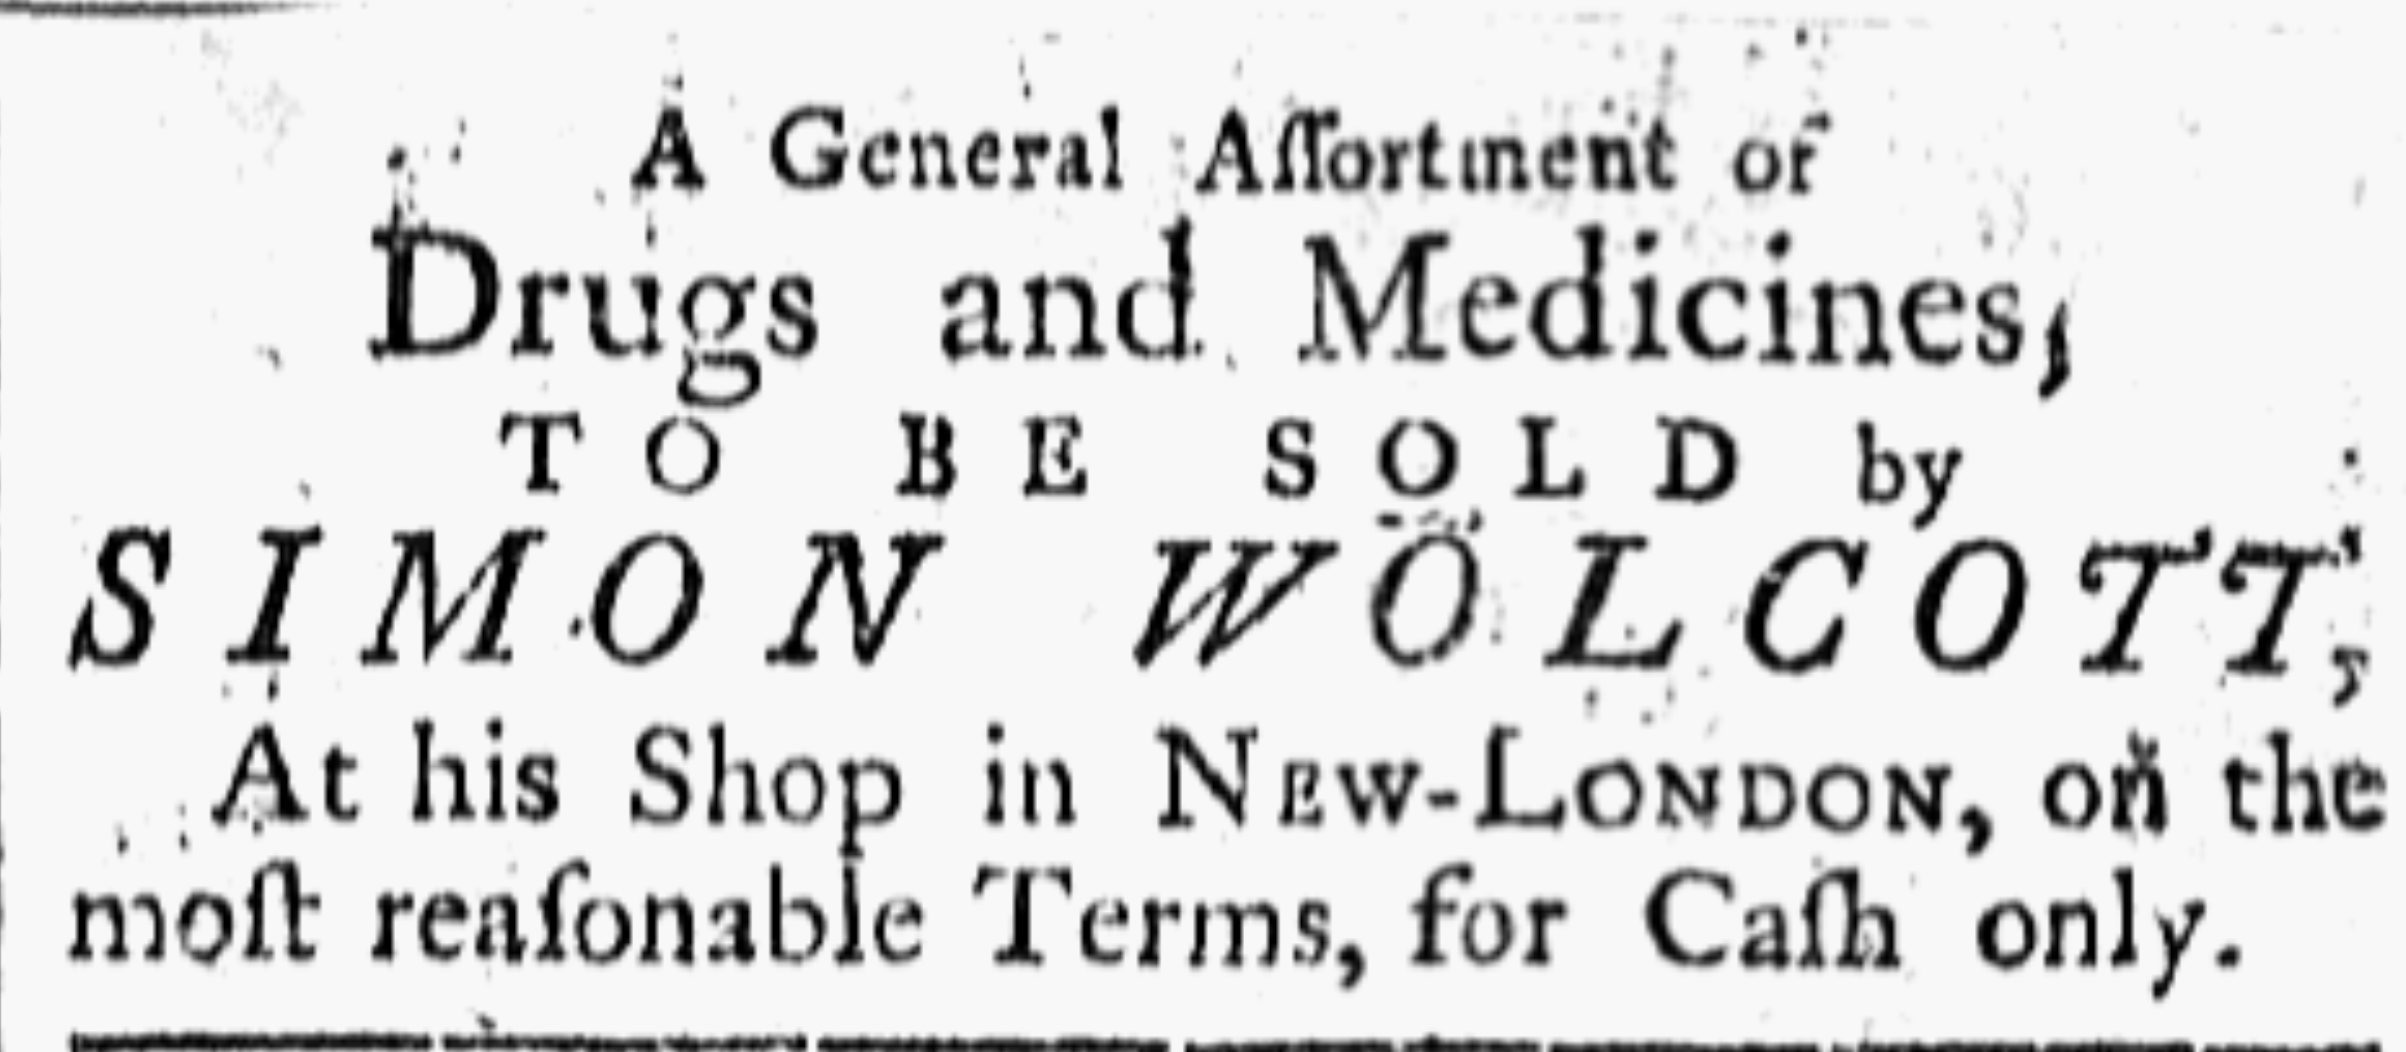 A General Aſſortment of
Drugs and Medicines,
TO BE SOLD by
SIMON WOLCOTT,
At his Shop in NEW-LONDON, on the
moſt reaſonable Terms, for Caſh only.